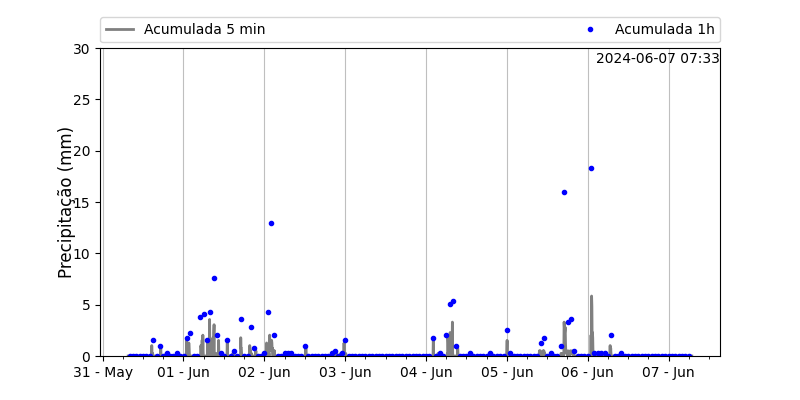 Acumulada 5 min
Acumulada 1h
2024-06-07 07:33
Precipitação (mm)
30
25
20
15
10
5
0
31 - May
01 - Jun
02 - Jun
03 - Jun
04 - Jun
05 - Jun
06 - Jun
07 - Jun